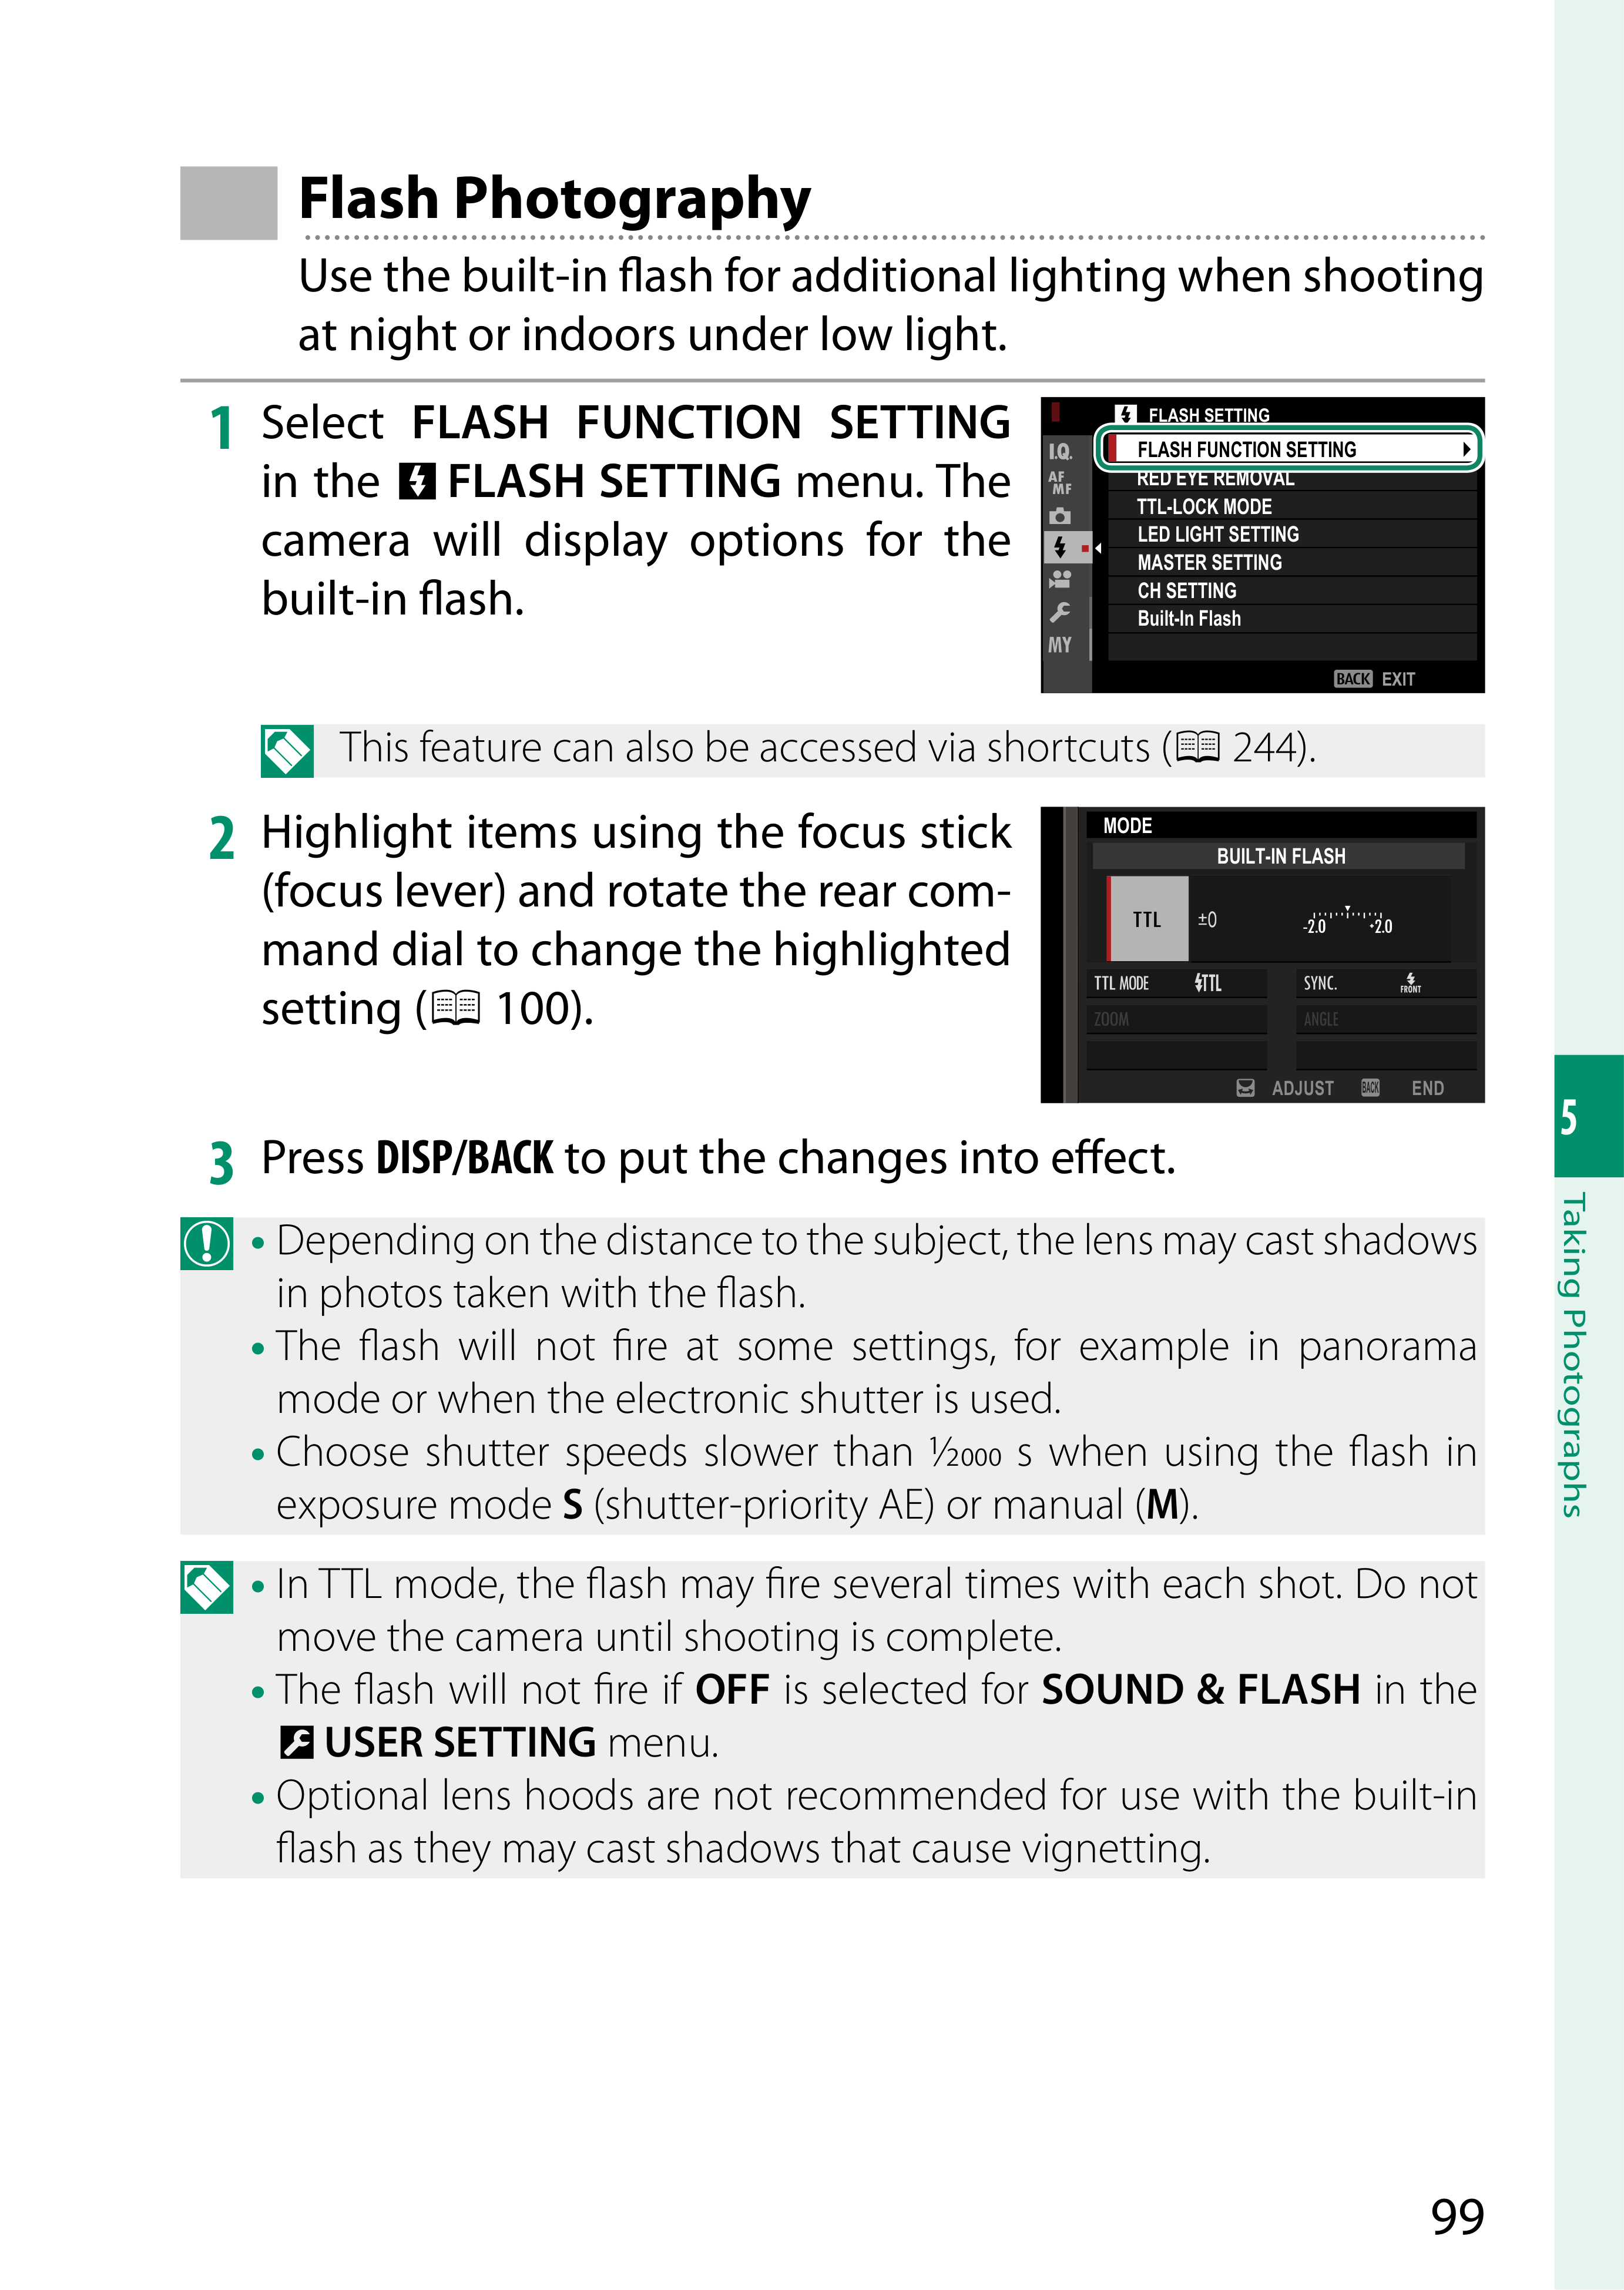 Flash Photography
Use the built-in flash for additional lighting when shooting
at night or indoors under low light.
1 Select FLASH FUNCTION SETTING
in the FLASH SETTING menu. The
camera will display options for the
built-in flash.
FLASH SETTING
FLASH FUNCTION SETTING
RED EYE REMOVAL
TTL-LOCK MODE
LED LIGHT SETTING
MASTER SETTING
CH SETTING
Built-In Flash
I.Q.
AF
MF
MY
BACK EXIT
This feature can also be accessed via shortcuts ( 244).
2 Highlight items using the focus stick
(focus lever) and rotate the rear com-
mand dial to change the highlighted
setting ( 100).
MODE
BUILT-IN FLASH
TTL ±0 -2.0 +2.0
TTL MODE TTL SYNC. FRONT
ZOOM ANGLE
ADJUST BACK END
3 Press DISP/BACK to put the changes into effect.
• Depending on the distance to the subject, the lens may cast shadows
in photos taken with the flash.
• The flash will not fire at some settings, for example in panorama
mode or when the electronic shutter is used.
• Choose shutter speeds slower than 1/2000 s when using the flash in
exposure mode S (shutter-priority AE) or manual (M).
• In TTL mode, the flash may fire several times with each shot. Do not
move the camera until shooting is complete.
• The flash will not fire if OFF is selected for SOUND & FLASH in the
USER SETTING menu.
• Optional lens hoods are not recommended for use with the built-in
flash as they may cast shadows that cause vignetting.
5
Taking Photographs
99